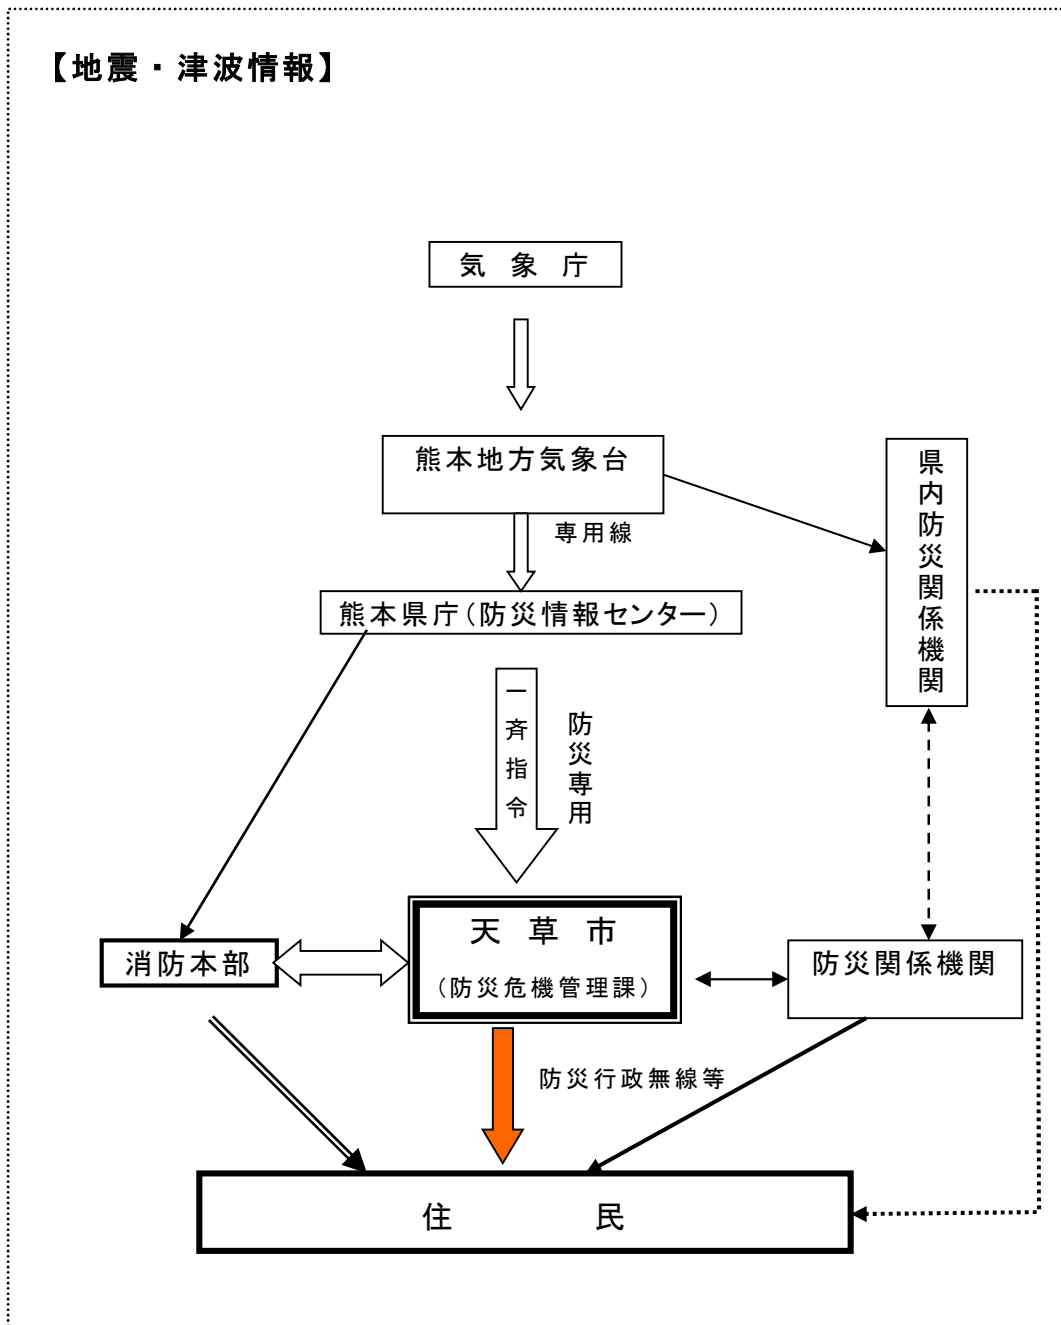 【地震・津波情報】
気 象 庁
熊本地方気象台
県内防災関係機関
専用線
熊本県庁(防災情報センター)
一斉指令
防災専用
消防本部
天 草 市
(防災危機管理課)
防災関係機関
防災行政無線等
住 民